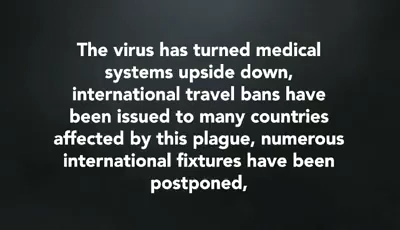 The virus has turned medical
systems upside down,
international travel bans have
been issued to many countries
affected by this plague, numerous
international fixtures have been
postponed,